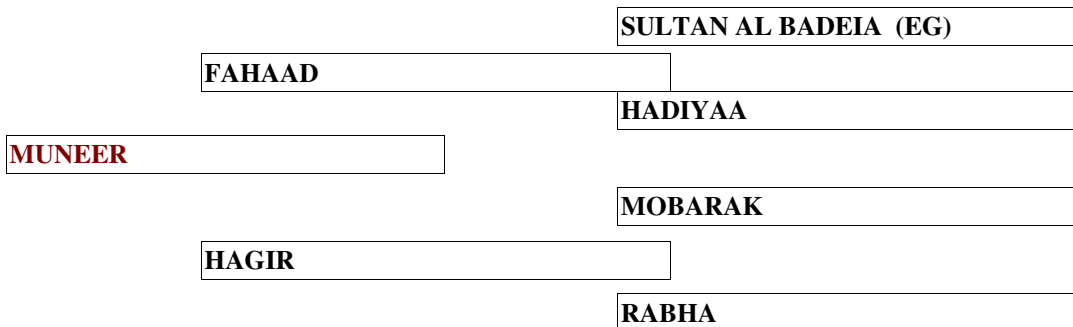 SULTAN AL BADEIA (EG)
FAHAAD
HADIYAA
MUNEER
MOBARAK
HAGIR
RABHA